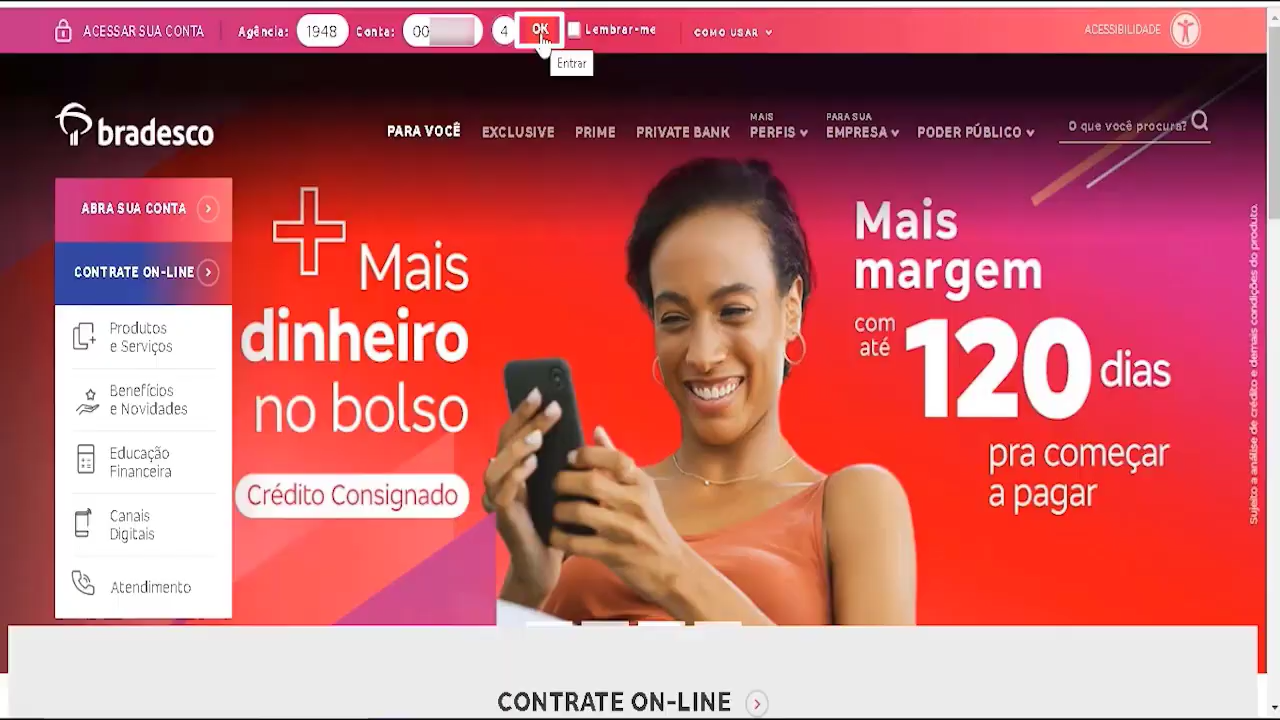 ACESSAR SUA CONTA Agência: 1948 Conta: 00 4 OK Lembrar-me COMO USAR ACESSIBILIDADE
Entrar
bradesco
PARA VOCÊ EXCLUSIVE PRIME PRIVATE BANK MAIS PERFIS PARA SUA EMPRESA PODER PÚBLICO O que você procura?
ABRA SUA CONTA
CONTRATE ON-LINE
Produtos
e Serviços
Benefícios
e Novidades
Educação
Financeira
Canais
Digitais
Atendimento
Mais
dinheiro
no bolso
Crédito Consignado
Mais
margem
com
até
120 dias
pra começar
a pagar
Sujeito a análise de crédito e demais condições do produto.
CONTRATE ON-LINE